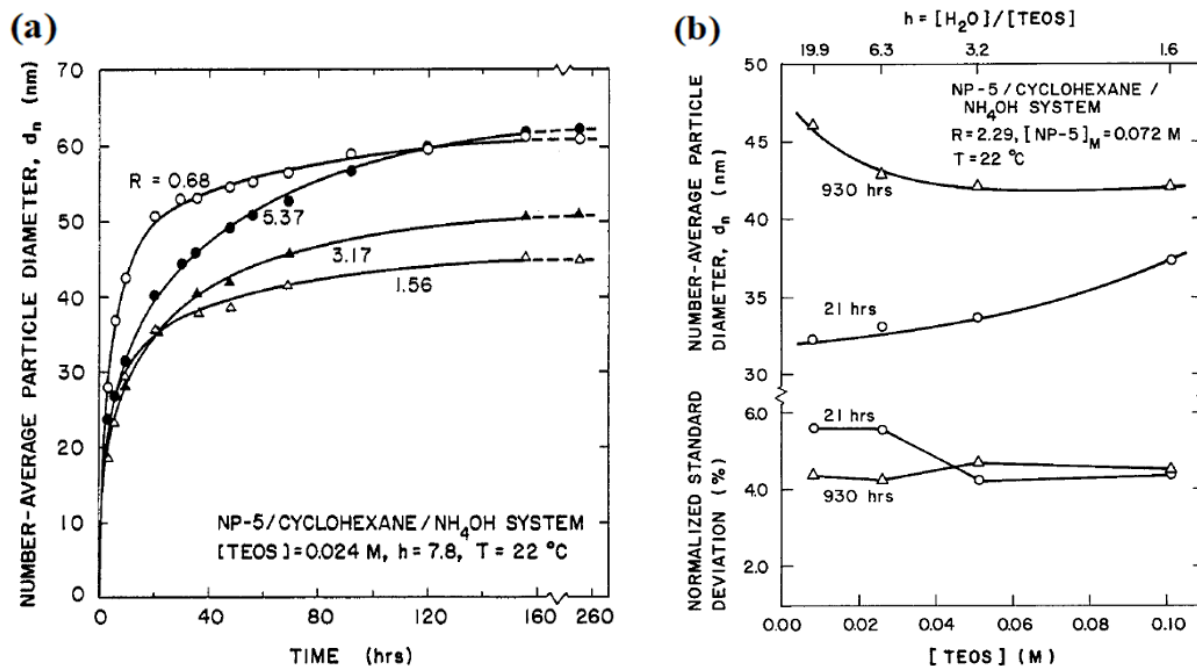 (a)
NUMBER-AVERAGE PARTICLE DIAMETER, dn (nm)
70
60
50
40
30
20
10
0
R = 0.68
5.37
3.17
1.56
NP-5/CYCLOHEXANE/NH4OH SYSTEM
[TEOS]=0.024 M, h=7.8, T=22 °C
0 40 80 120 160 260
TIME (hrs)
(b)
h = [H2O]/[TEOS]
19.9 6.3 3.2 1.6
NUMBER-AVERAGE PARTICLE
DIAMETER, dn (nm)
50
45
40
35
30
NP-5/CYCLOHEXANE/
NH4OH SYSTEM
R=2.29, [NP-5]M=0.072 M
T=22 °C
930 hrs
21 hrs
NORMALIZED STANDARD
DEVIATION (%)
6.0
4.0
2.0
21 hrs
930 hrs
0.00 0.02 0.04 0.06 0.08 0.10
[TEOS] (M)